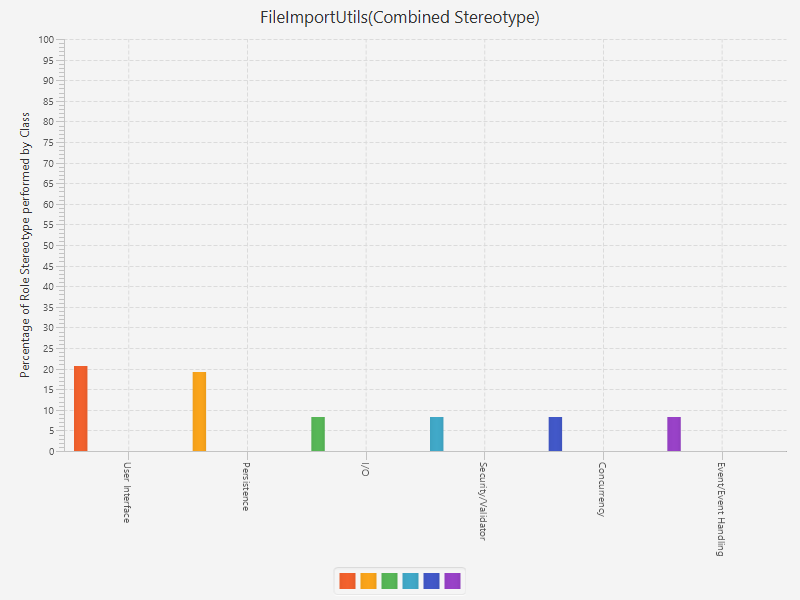 FileImportUtils(Combined Stereotype)
Percentage of Role Stereotype performed by Class
100
95
90
85
80
75
70
65
60
55
50
45
40
35
30
25
20
15
10
5
0
User Interface
Persistence
I/O
Security/Validator
Concurrency
Event/Event Handling